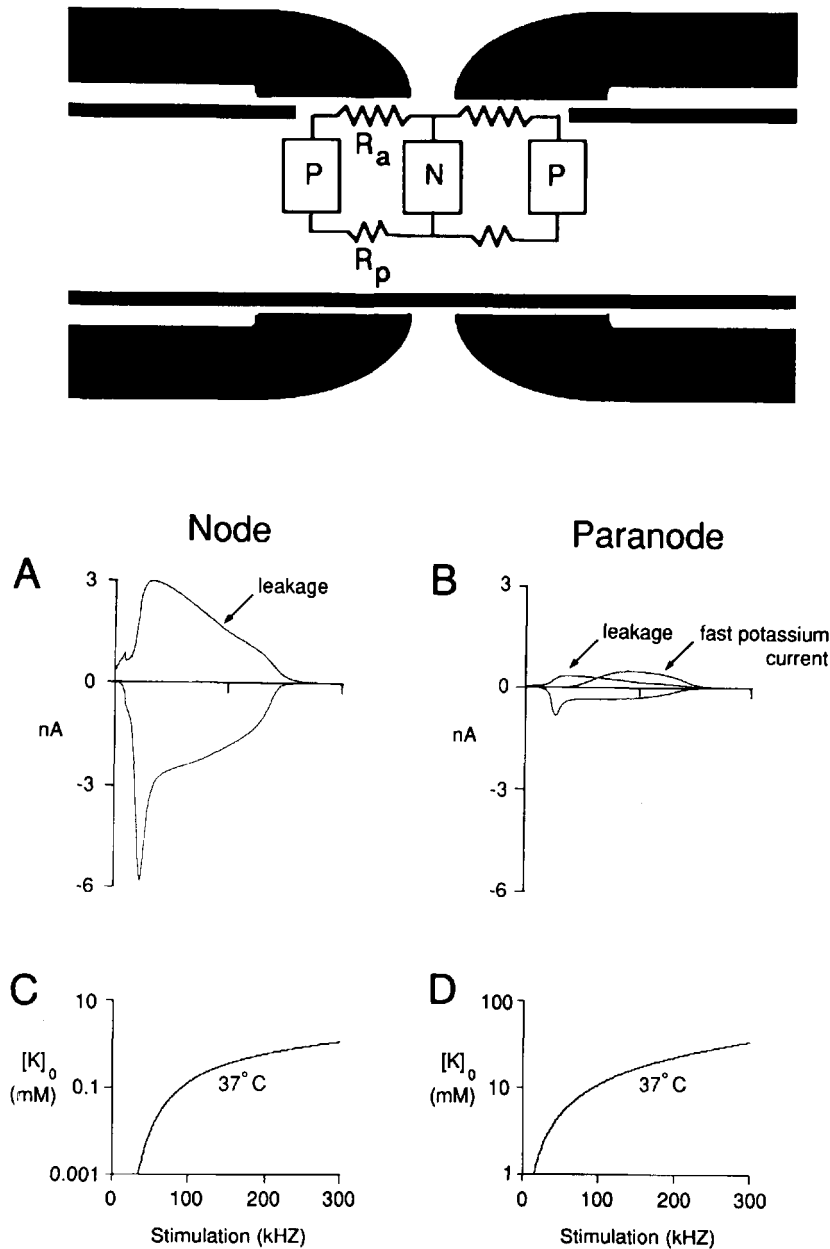 R
a
P
N
P
R
p
Node
Paranode
A
3
leakage
0
nA
-3
-6
B
3
leakage
fast potassium
current
0
nA
-3
-6
C
10
[K]
0
(mM)
0.1
37°C
0.001
0
100
200
300
Stimulation (kHZ)
D
100
[K]
0
(mM)
10
37°C
1
0
100
200
300
Stimulation (kHZ)